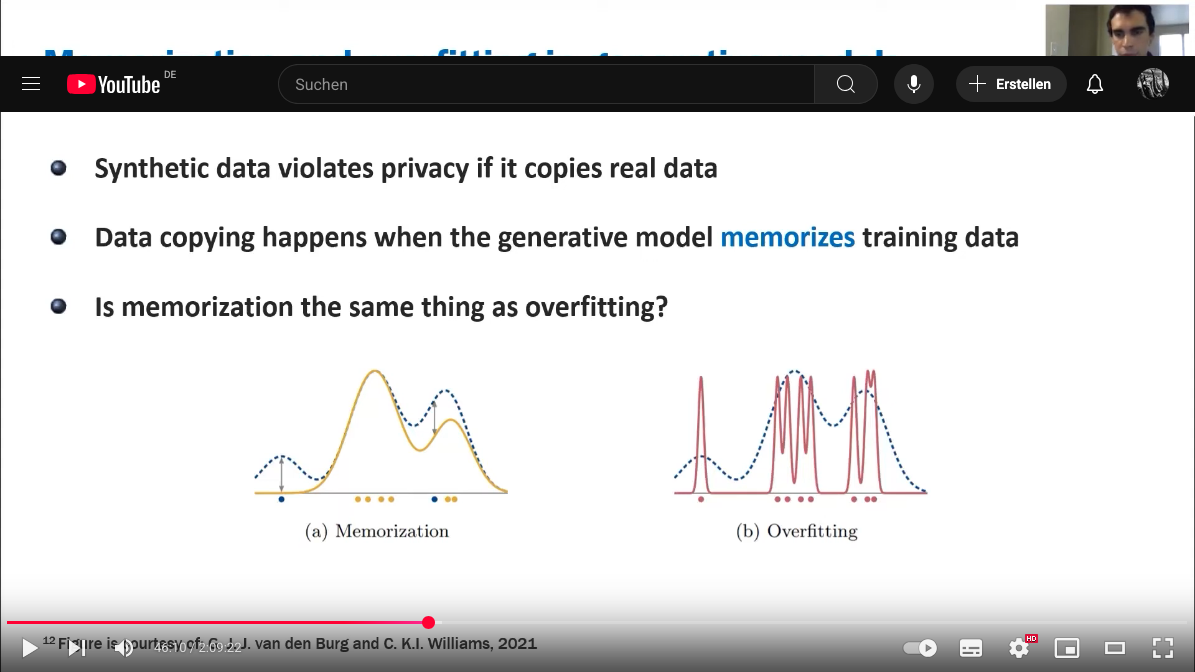 YouTube DE
Suchen
Erstellen
Synthetic data violates privacy if it copies real data
Data copying happens when the generative model memorizes training data
Is memorization the same thing as overfitting?
(a) Memorization
(b) Overfitting
12 Figure is courtesy of: G. J. J. van den Burg and C. K.I. Williams, 2021
46:10 / 2:09:22
HD